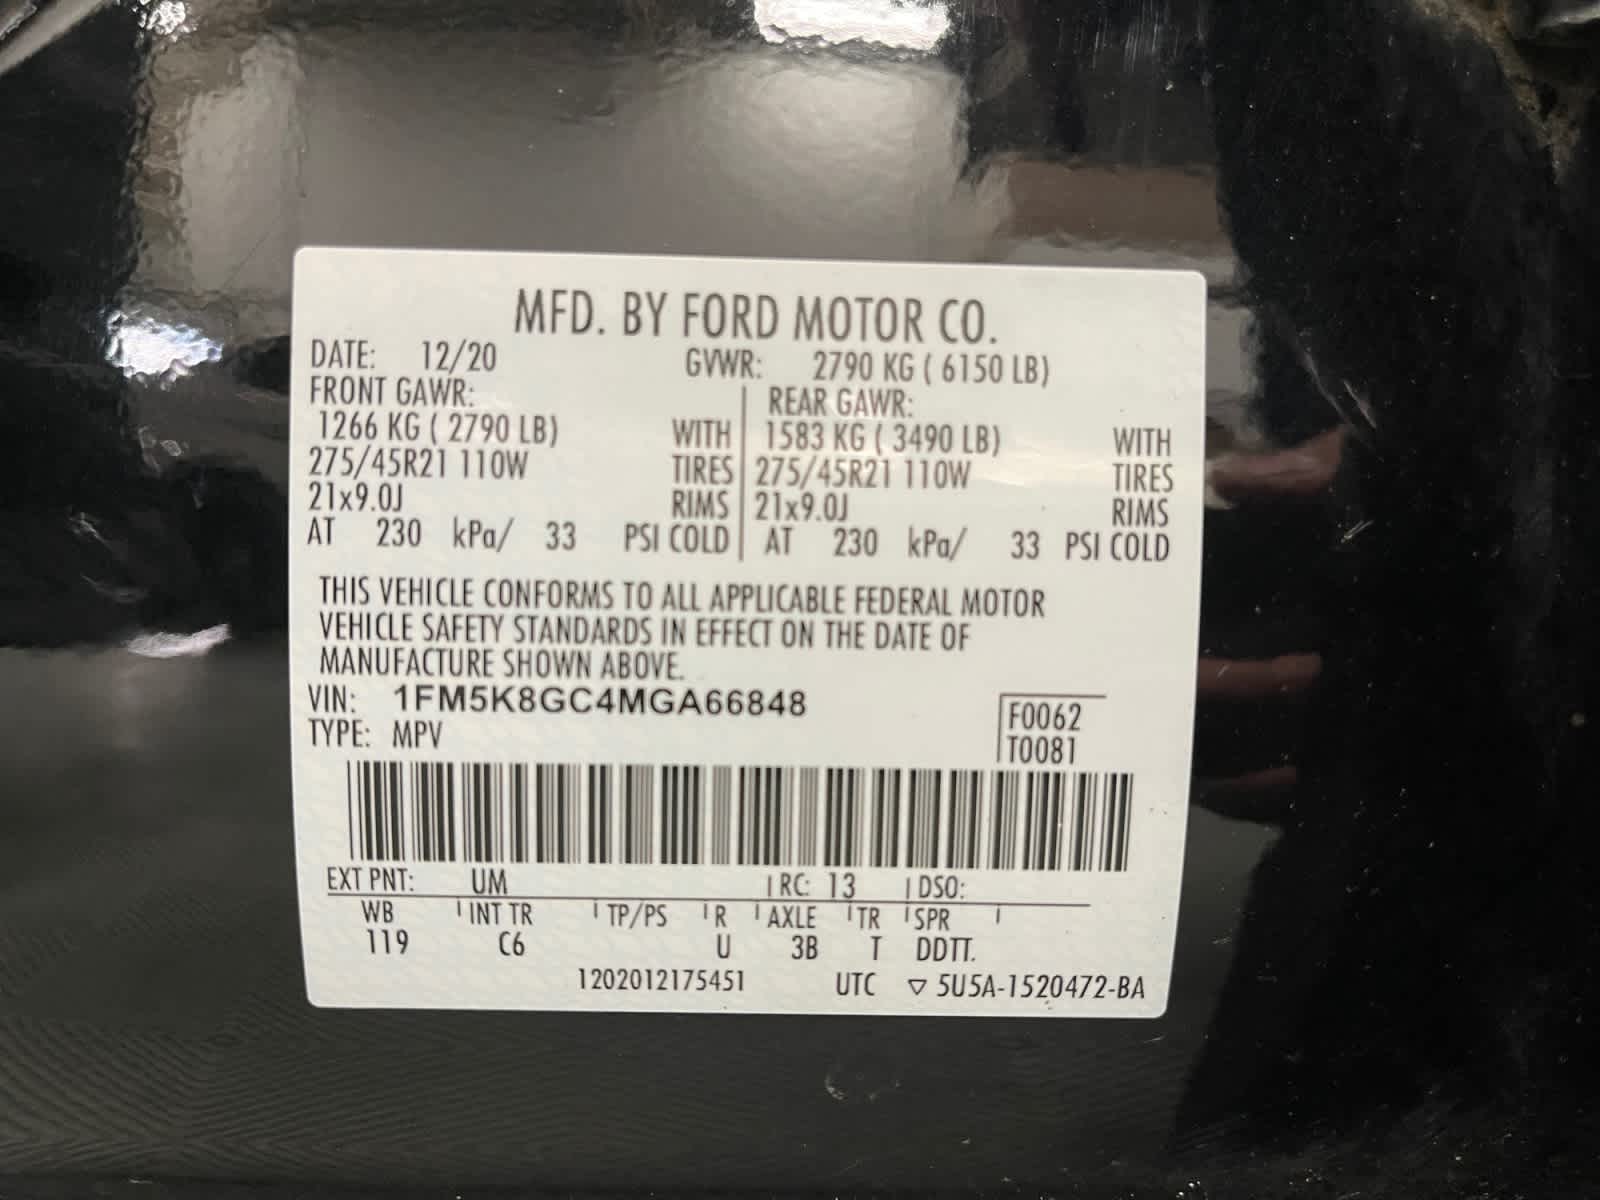 MFD. BY FORD MOTOR CO.
DATE: 12/20 GVWR: 2790 KG ( 6150 LB)
FRONT GAWR: REAR GAWR:
1266 KG ( 2790 LB) WITH 1583 KG ( 3490 LB) WITH
275/45R21 110W TIRES 275/45R21 110W TIRES
21x9.0J RIMS 21x9.0J RIMS
AT 230 kPa/ 33 PSI COLD AT 230 kPa/ 33 PSI COLD
THIS VEHICLE CONFORMS TO ALL APPLICABLE FEDERAL MOTOR
VEHICLE SAFETY STANDARDS IN EFFECT ON THE DATE OF
MANUFACTURE SHOWN ABOVE.
VIN: 1FM5K8GC4MGA66848
F0062
TYPE: MPV
T0081
EXT PNT: UM RC: 13 DSO:
WB INT TR TP/PS R AXLE TR SPR
119 C6 U 3B T DDTT.
1202012175451 UTC ▽ 5U5A-1520472-BA